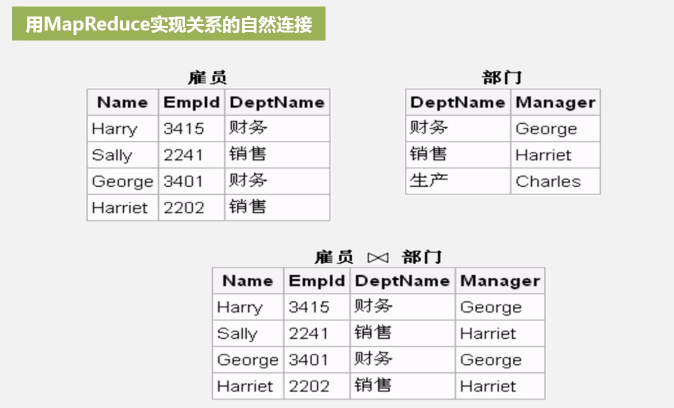 用MapReduce实现关系的自然连接
雇员
Name EmpId DeptName
Harry 3415 财务
Sally 2241 销售
George 3401 财务
Harriet 2202 销售
部门
DeptName Manager
财务 George
销售 Harriet
生产 Charles
雇员 ⋈ 部门
Name EmpId DeptName Manager
Harry 3415 财务 George
Sally 2241 销售 Harriet
George 3401 财务 George
Harriet 2202 销售 Harriet